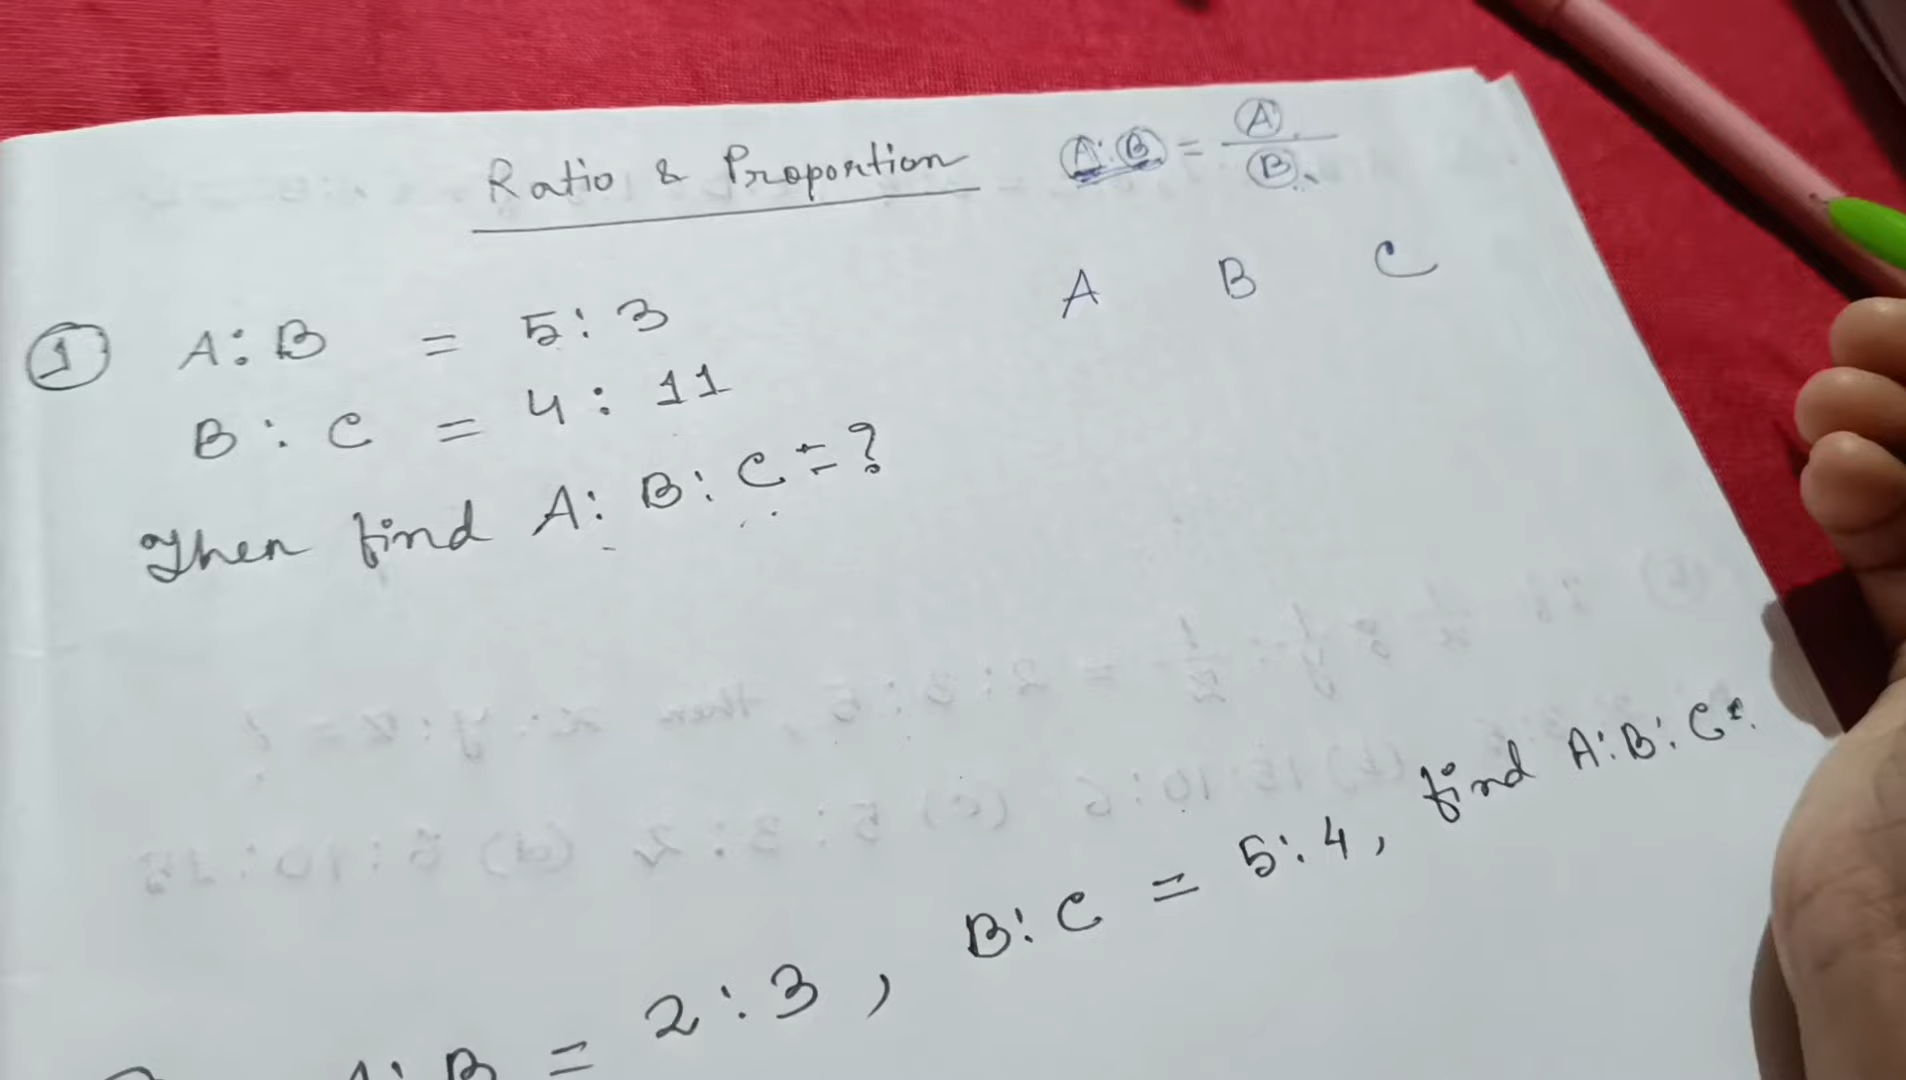 Ratio & Proportion
A:B = A/B
A B C
① A:B = 5:3
B:C = 4:11
Then find A:B:C=?
A:B = 2:3, B:C = 5:4, find A:B:C